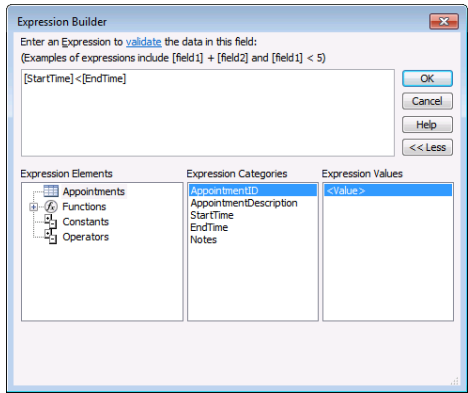 Expression Builder
Enter an Expression to validate the data in this field:
(Examples of expressions include [field1] + [field2] and [field1] < 5)
[StartTime]<[EndTime]
OK
Cancel
Help
<< Less
Expression Elements
Appointments
Functions
Constants
Operators
Expression Categories
AppointmentID
AppointmentDescription
StartTime
EndTime
Notes
Expression Values
<Value>